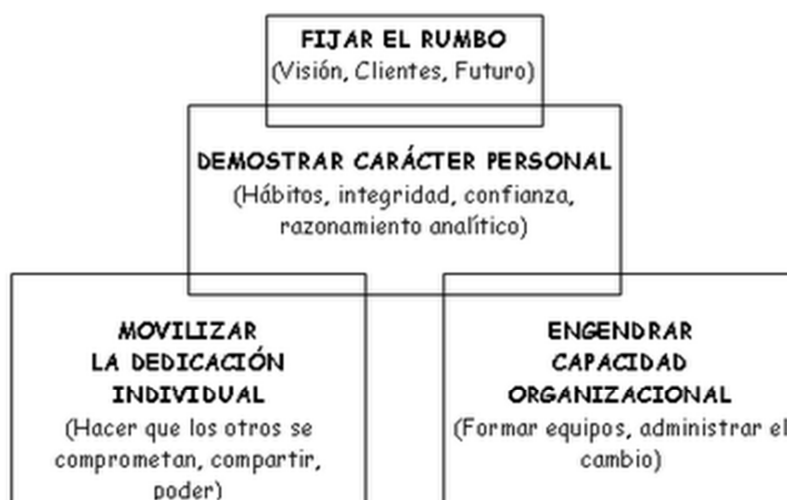 FIJAR EL RUMBO
(Visión, Clientes, Futuro)
DEMOSTRAR CARÁCTER PERSONAL
(Hábitos, integridad, confianza,
razonamiento analítico)
MOVILIZAR
LA DEDICACIÓN
INDIVIDUAL
(Hacer que los otros se
comprometan, compartir,
poder)
ENGENDRAR
CAPACIDAD
ORGANIZACIONAL
(Formar equipos, administrar el
cambio)